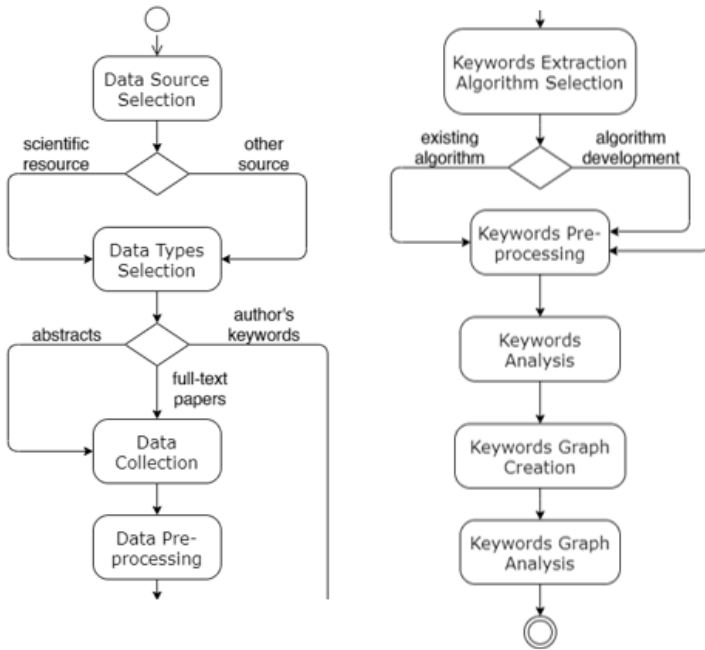 Data Source
Selection
scientific
resource
other
source
Data Types
Selection
abstracts
author's
keywords
full-text
papers
Data
Collection
Data Pre-
processing
Keywords Extraction
Algorithm Selection
existing
algorithm
algorithm
development
Keywords Pre-
processing
Keywords
Analysis
Keywords Graph
Creation
Keywords Graph
Analysis